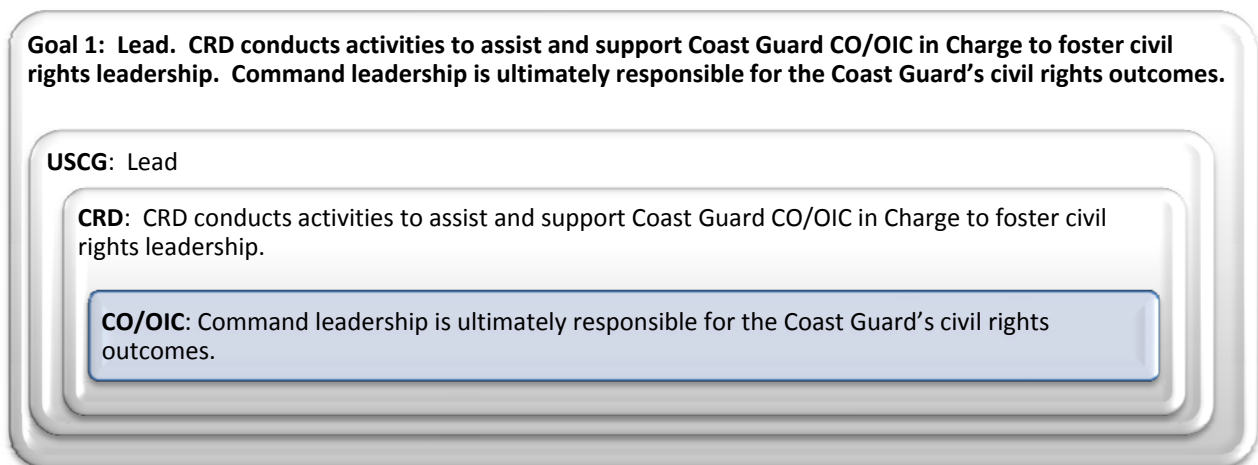 Goal 1:  Lead.  CRD conducts activities to assist and support Coast Guard CO/OIC in Charge to foster civil
rights leadership.  Command leadership is ultimately responsible for the Coast Guard’s civil rights outcomes.
USCG:  Lead
CRD:  CRD conducts activities to assist and support Coast Guard CO/OIC in Charge to foster civil
rights leadership.
CO/OIC: Command leadership is ultimately responsible for the Coast Guard’s civil rights
outcomes.